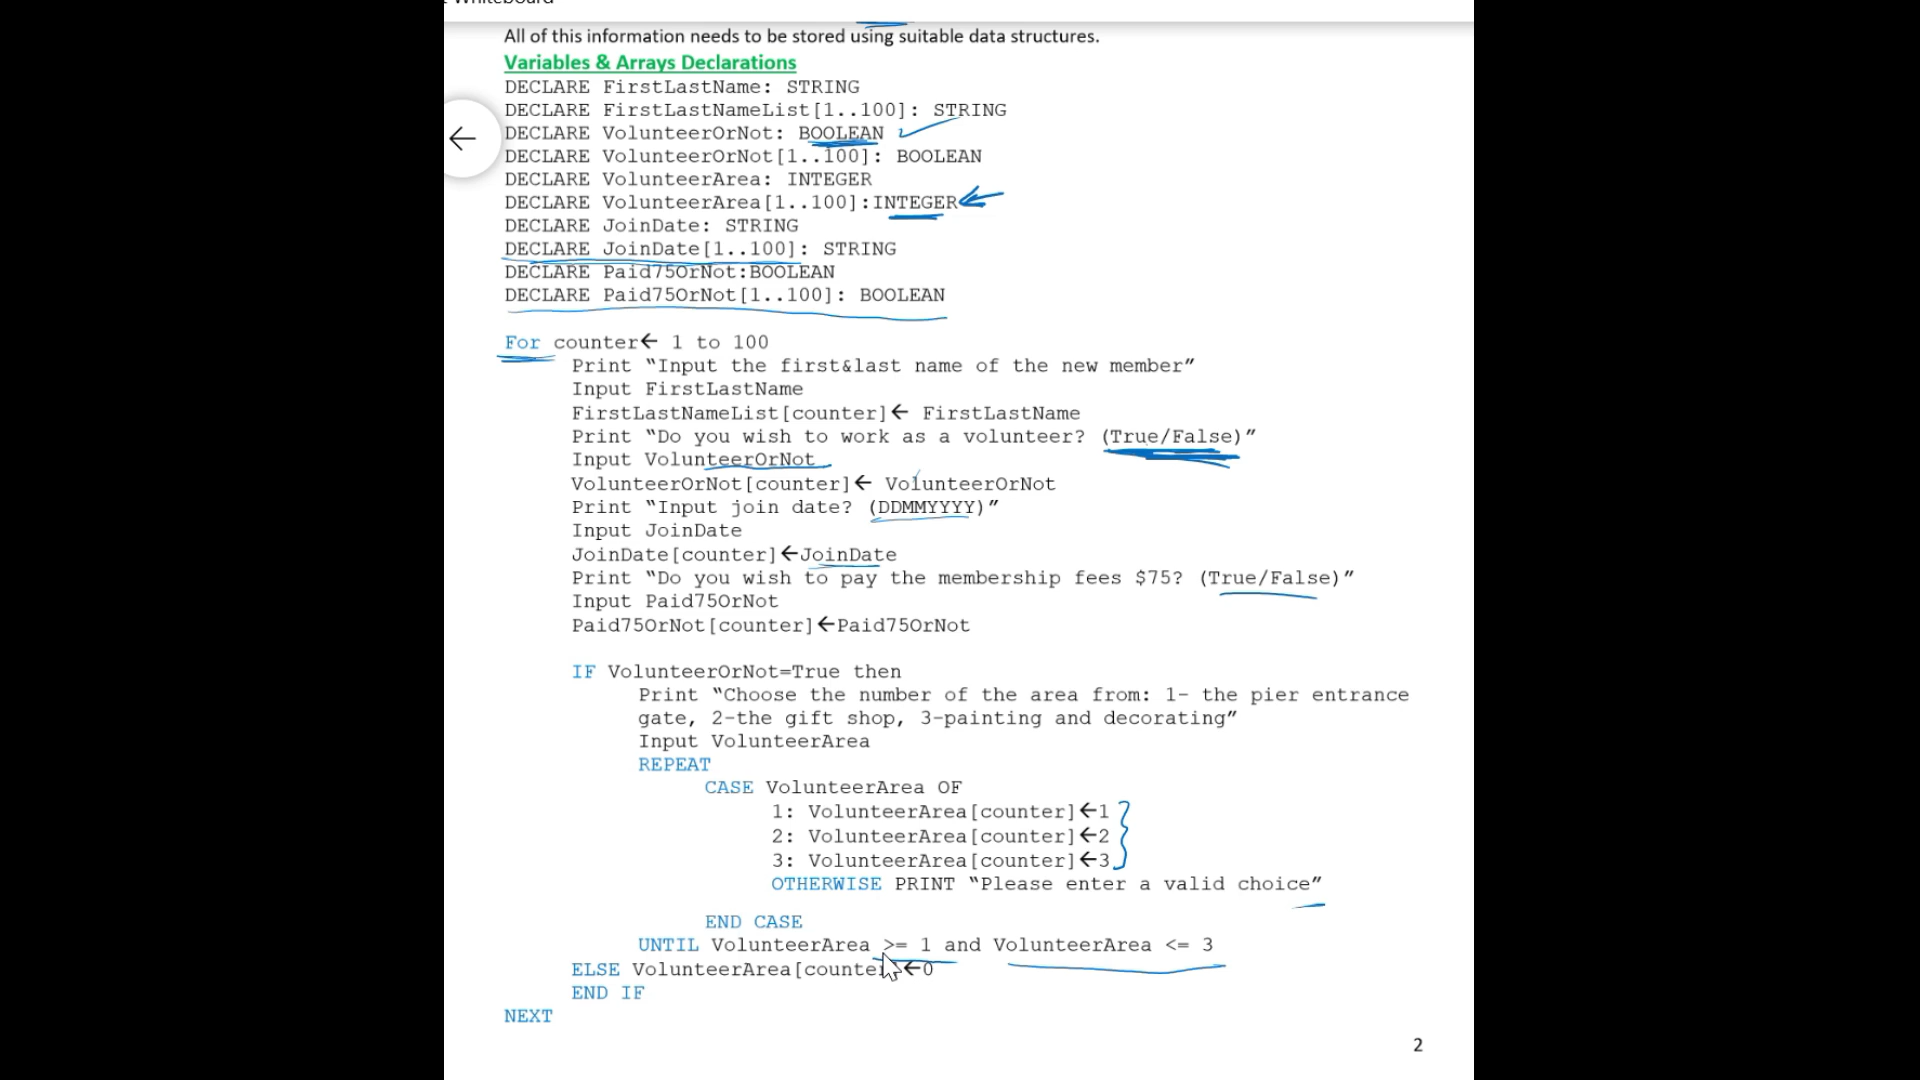 All of this information needs to be stored using suitable data structures.
Variables & Arrays Declarations
DECLARE FirstLastName: STRING
DECLARE FirstLastNameList[1..100]: STRING
DECLARE VolunteerOrNot: BOOLEAN
DECLARE VolunteerOrNot[1..100]: BOOLEAN
DECLARE VolunteerArea: INTEGER
DECLARE VolunteerArea[1..100]:INTEGER
DECLARE JoinDate: STRING
DECLARE JoinDate[1..100]: STRING
DECLARE Paid75OrNot:BOOLEAN
DECLARE Paid75OrNot[1..100]: BOOLEAN
For counter← 1 to 100
Print “Input the first&last name of the new member”
Input FirstLastName
FirstLastNameList[counter]← FirstLastName
Print “Do you wish to work as a volunteer? (True/False)”
Input VolunteerOrNot
VolunteerOrNot[counter]← VolunteerOrNot
Print “Input join date? (DDMMYYYY)”
Input JoinDate
JoinDate[counter]←JoinDate
Print “Do you wish to pay the membership fees $75? (True/False)”
Input Paid75OrNot
Paid75OrNot[counter]←Paid75OrNot
IF VolunteerOrNot=True then
Print “Choose the number of the area from: 1- the pier entrance
gate, 2-the gift shop, 3-painting and decorating”
Input VolunteerArea
REPEAT
CASE VolunteerArea OF
1: VolunteerArea[counter]←1
2: VolunteerArea[counter]←2
3: VolunteerArea[counter]←3
OTHERWISE PRINT “Please enter a valid choice”
END CASE
UNTIL VolunteerArea >= 1 and VolunteerArea <= 3
ELSE VolunteerArea[counter]←0
END IF
NEXT
2